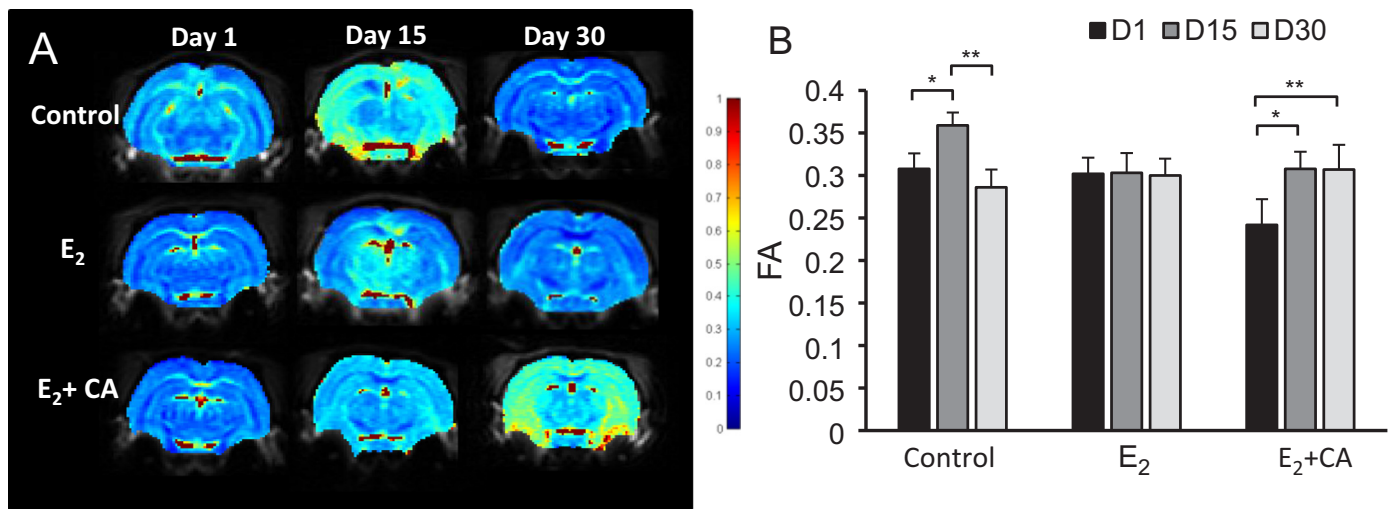 A
Day 1 Day 15 Day 30
Control
E₂
E₂+ CA
1
0.9
0.8
0.7
0.6
0.5
0.4
0.3
0.2
0.1
0
B
D1 D15 D30
* **
** 
*
FA
0.4
0.35
0.3
0.25
0.2
0.15
0.1
0.05
0
Control E₂ E₂+CA